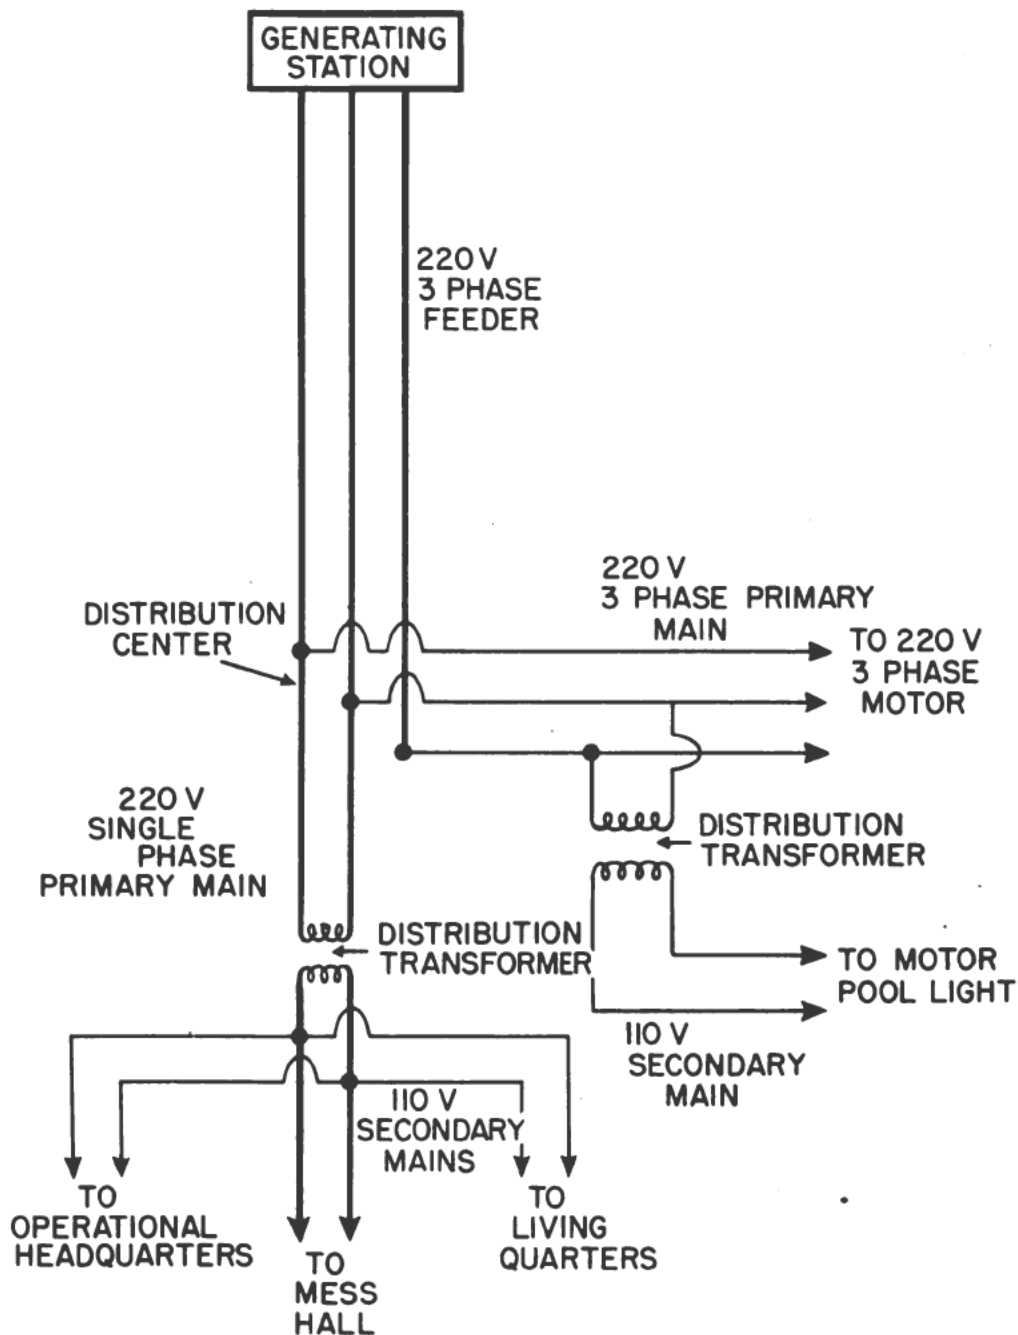 GENERATING
STATION
220 V
3 PHASE
FEEDER
220 V
3 PHASE PRIMARY
MAIN
DISTRIBUTION
CENTER
TO 220 V
3 PHASE
MOTOR
220 V
SINGLE
PHASE
PRIMARY MAIN
DISTRIBUTION
TRANSFORMER
DISTRIBUTION
TRANSFORMER
TO MOTOR
POOL LIGHT
110 V
SECONDARY
MAIN
110 V
SECONDARY
MAINS
TO
OPERATIONAL
HEADQUARTERS
TO
MESS
HALL
TO
LIVING
QUARTERS